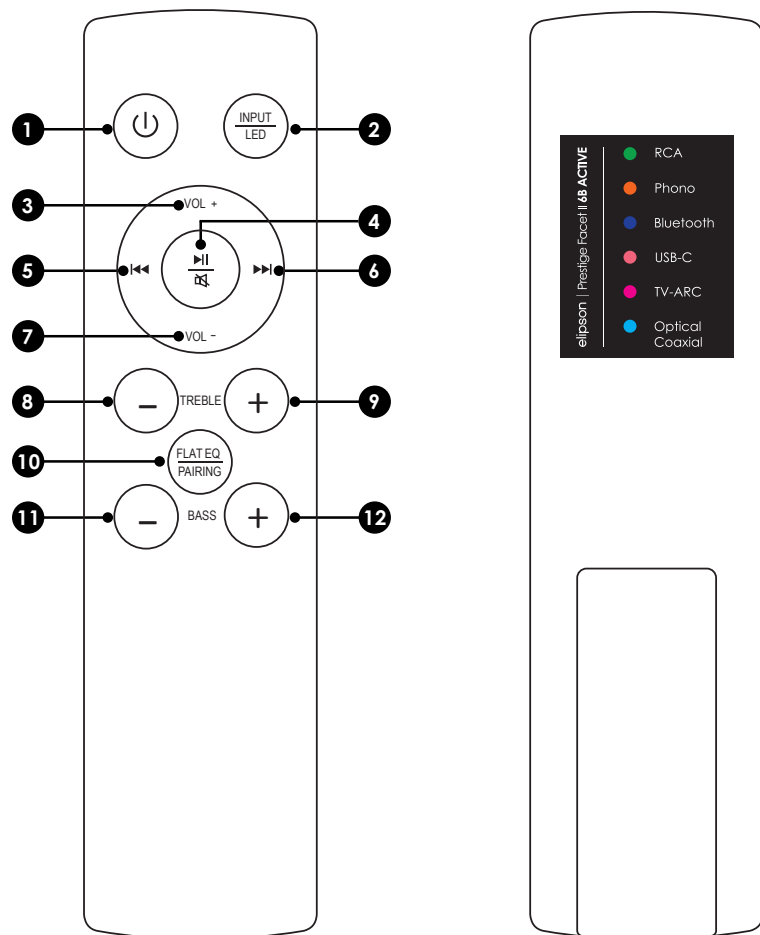 1
INPUT
LED
2
3
VOL +
4
5
6
7
VOL −
8
− TREBLE +
9
10
FLAT EQ
PAIRING
11
− BASS +
12
elipson | Prestige Facet II 6B ACTIVE
RCA
Phono
Bluetooth
USB-C
TV-ARC
Optical
Coaxial